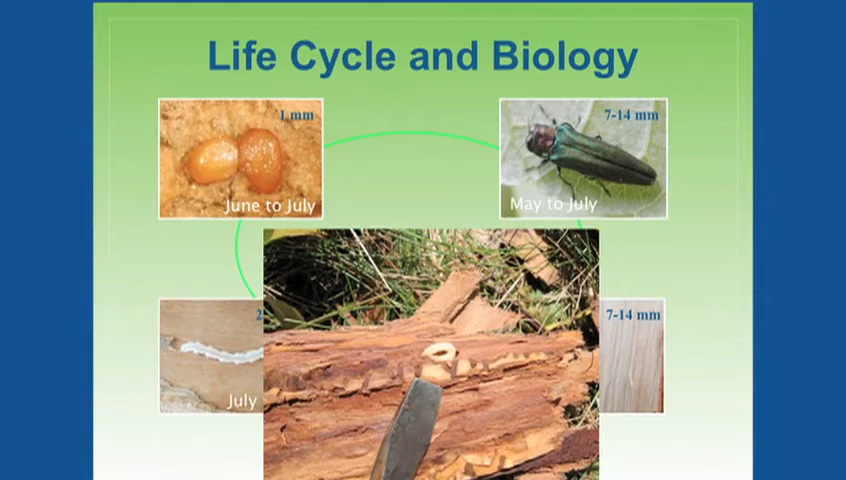 Life Cycle and Biology
1 mm
7-14 mm
June to July
May to July
2
7-14 mm
July